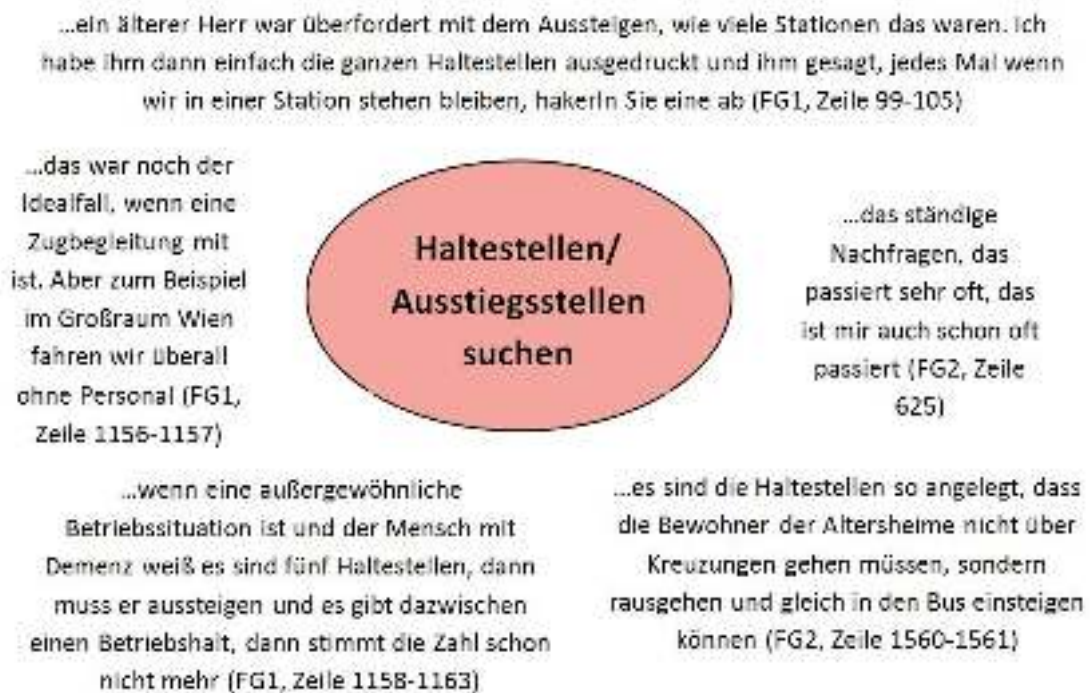 ...ein älterer Herr war überfordert mit dem Aussteigen, wie viele Stationen das waren. Ich
habe ihm dann einfach die ganzen Haltestellen ausgedruckt und ihm gesagt, jedes Mal wenn
wir in einer Station stehen bleiben, hakerln Sie eine ab (FG1, Zeile 99-105)
...das war noch der
Idealfall, wenn eine
Zugbegleitung mit
ist. Aber zum Beispiel
im Großraum Wien
fahren wir überall
ohne Personal (FG1,
Zeile 1156-1157)
Haltestellen/
Ausstiegsstellen
suchen
...das ständige
Nachfragen, das
passiert sehr oft, das
ist mir auch schon oft
passiert (FG2, Zeile
625)
...wenn eine außergewöhnliche
Betriebssituation ist und der Mensch mit
Demenz weiß es sind fünf Haltestellen, dann
muss er aussteigen und es gibt dazwischen
einen Betriebshalt, dann stimmt die Zahl schon
nicht mehr (FG1, Zeile 1158-1163)
...es sind die Haltestellen so angelegt, dass
die Bewohner der Altersheime nicht über
Kreuzungen gehen müssen, sondern
rausgehen und gleich in den Bus einsteigen
können (FG2, Zeile 1560-1561)